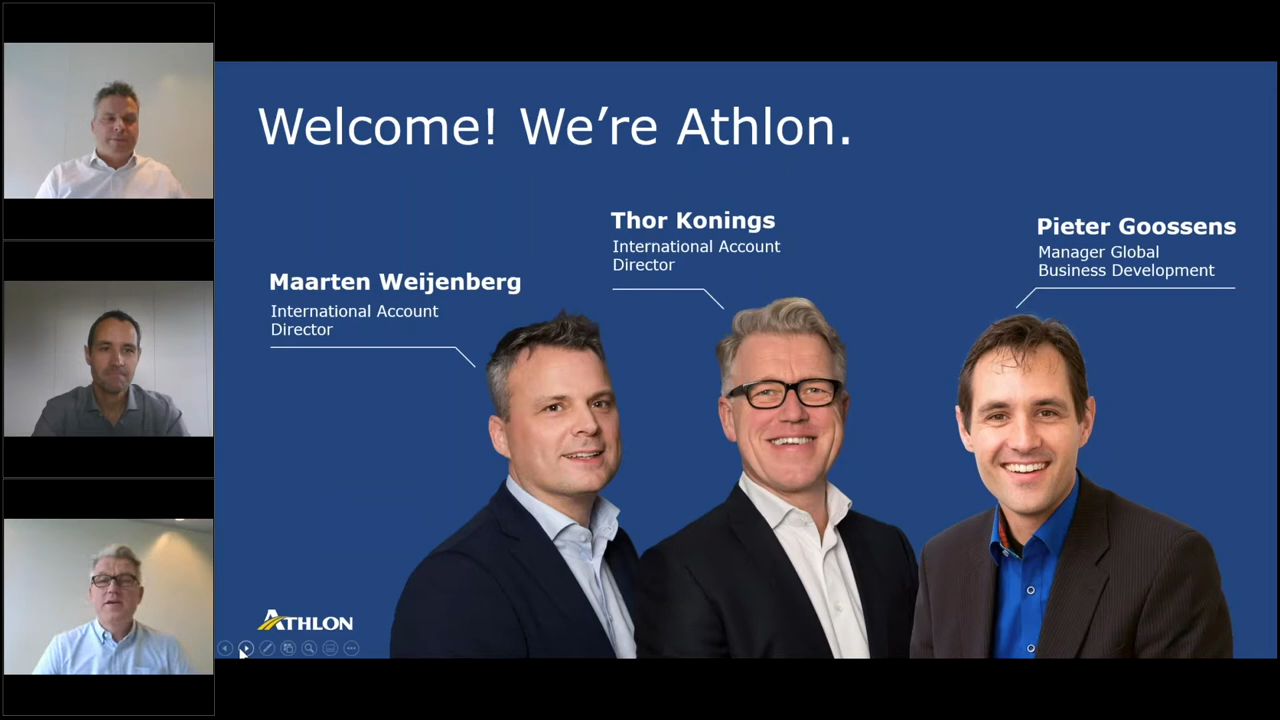 Welcome! We’re Athlon.
Maarten Weijenberg
International Account
Director
Thor Konings
International Account
Director
Pieter Goossens
Manager Global
Business Development
ATHLON